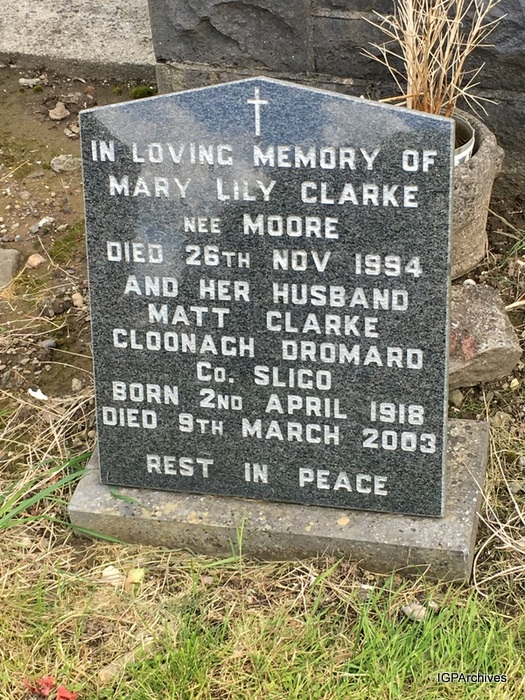 IN LOVING MEMORY OF
MARY LILY CLARKE
NEE MOORE
DIED 26TH NOV 1994
AND HER HUSBAND
MATT CLARKE
CLOONAGH DROMARD
Co. SLIGO
BORN 2ND APRIL 1918
DIED 9TH MARCH 2003
REST IN PEACE
IGPArchives